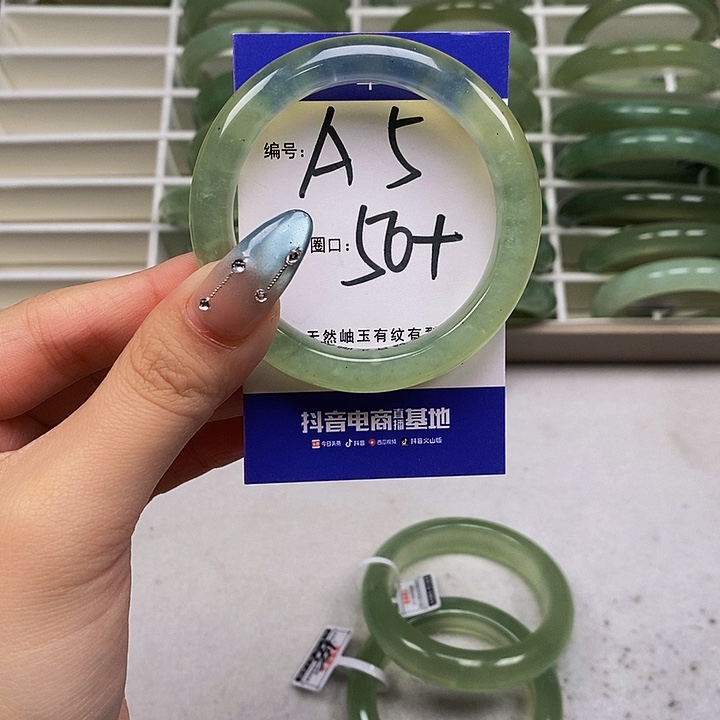 编号: A5
圈口: 50+
天然岫玉有纹有
抖音电商直播基地
今日头条 抖音 西瓜视频 抖音火山版